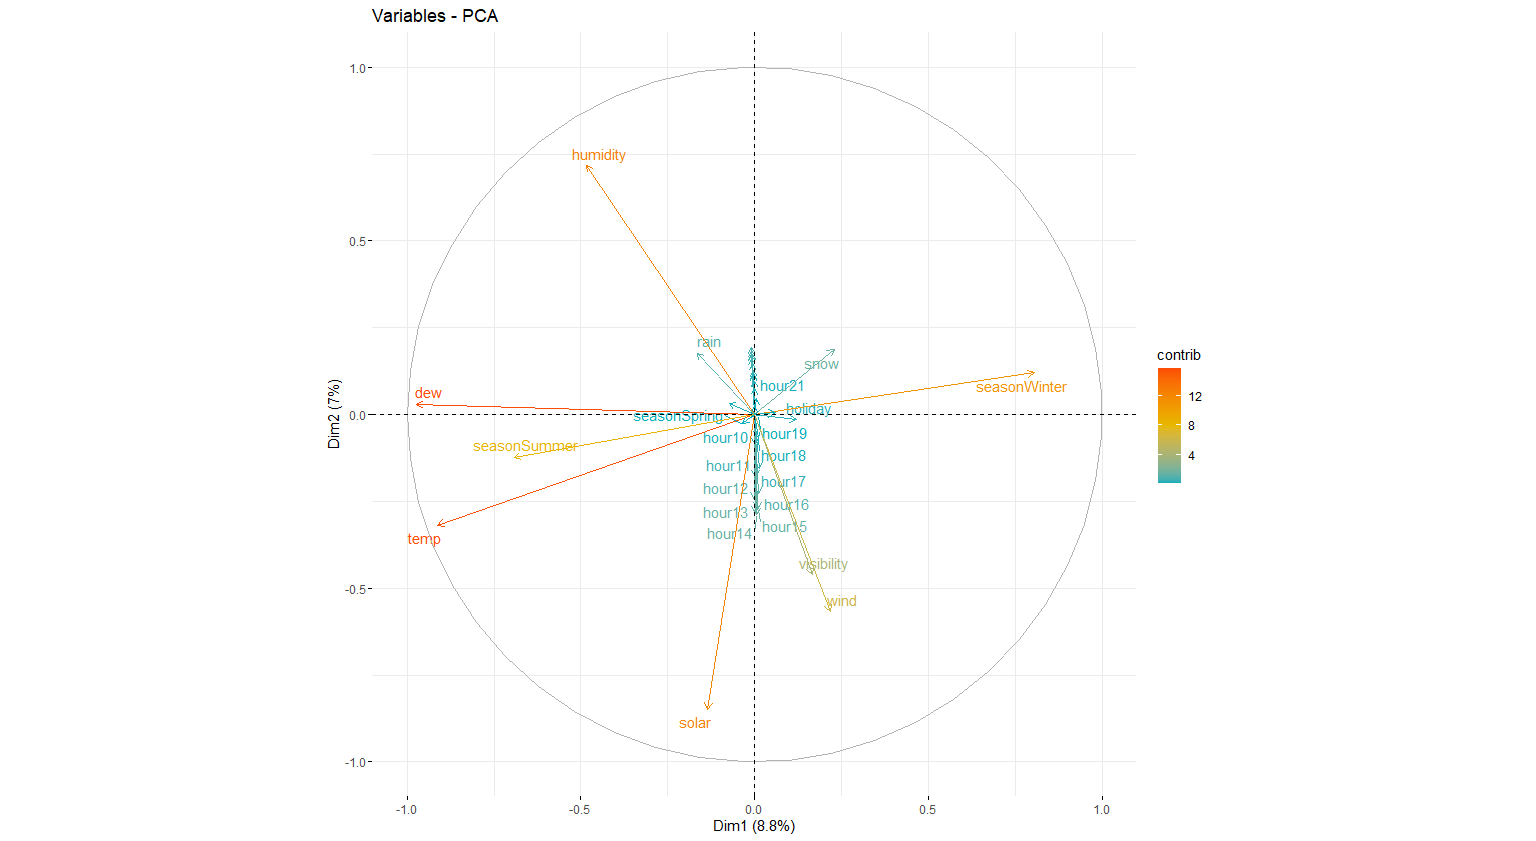 Variables - PCA
1.0
humidity
0.5
rain
snow
contrib
12
8
4
hour21
seasonWinter
dew
holiday
0.0
seasonSpring
hour19
hour10
seasonSummer
hour18
hour11
hour17
hour12
hour16
hour13
hour15
hour14
temp
visibility
-0.5
wind
solar
-1.0
-1.0
-0.5
0.0
0.5
1.0
Dim1 (8.8%)
Dim2 (7%)